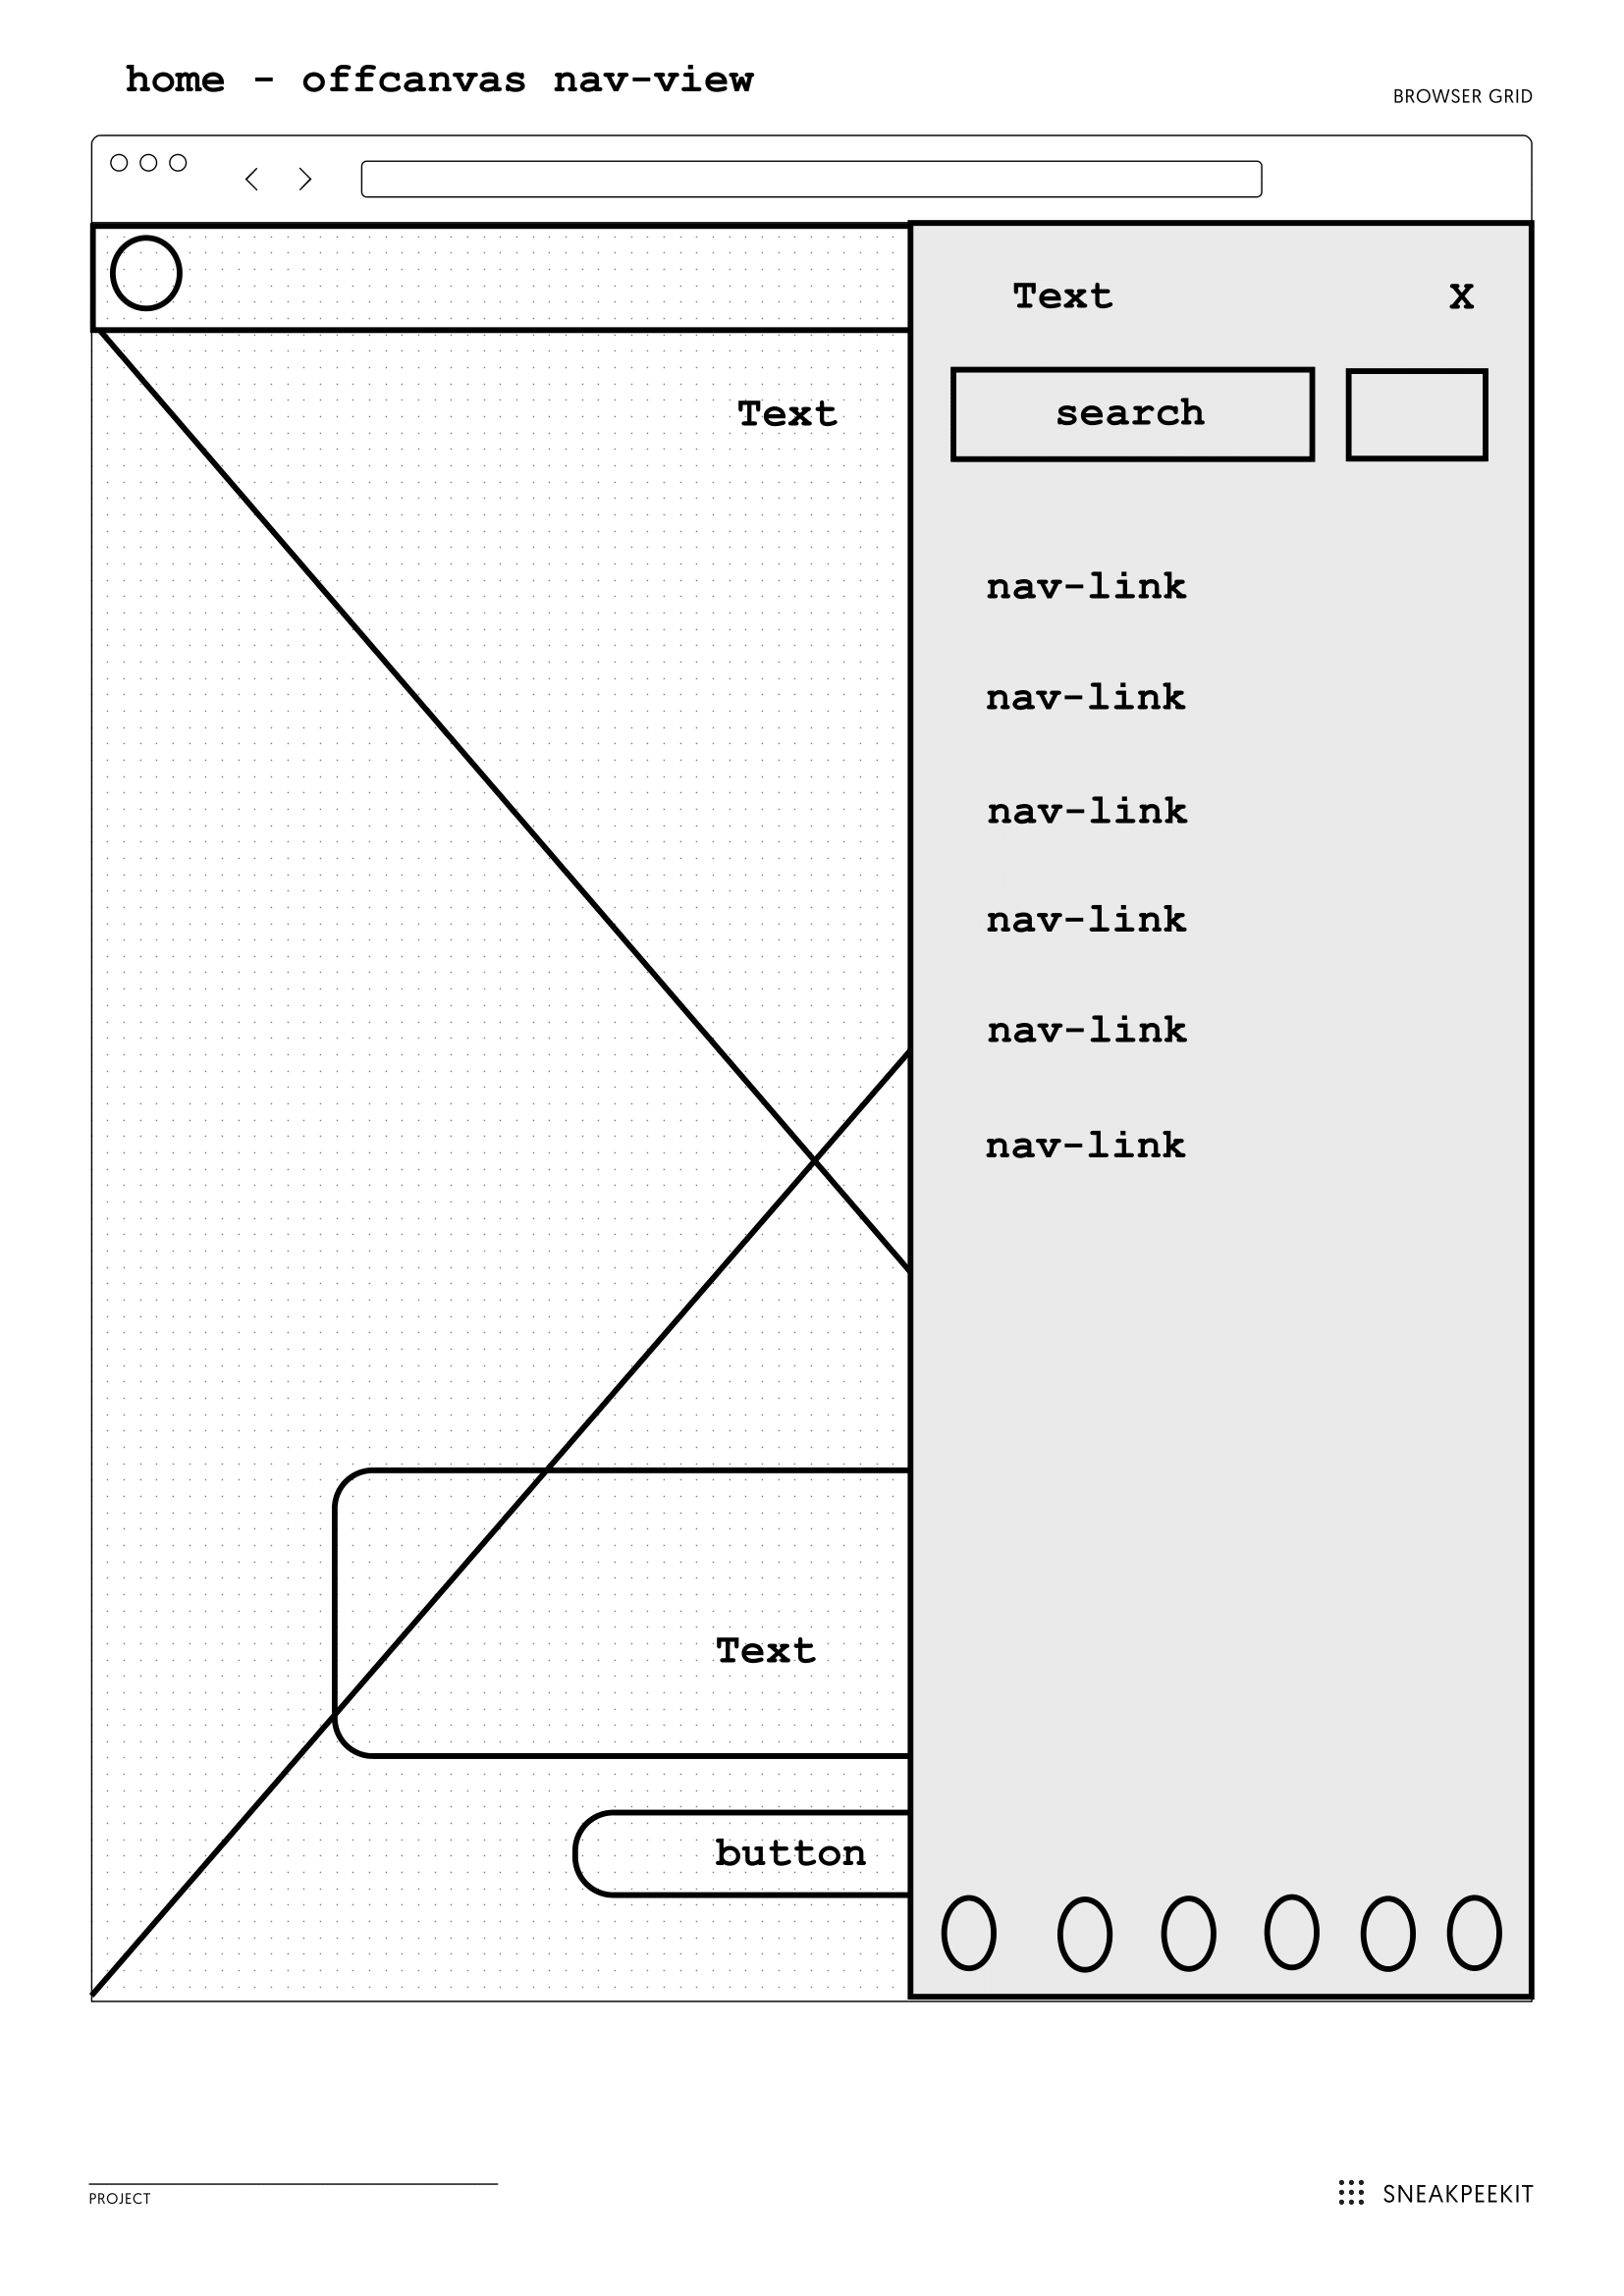 home - offcanvas nav-view
BROWSER GRID
Text
X
Text
search
nav-link
nav-link
nav-link
nav-link
nav-link
nav-link
Text
button
PROJECT
SNEAKPEEKIT